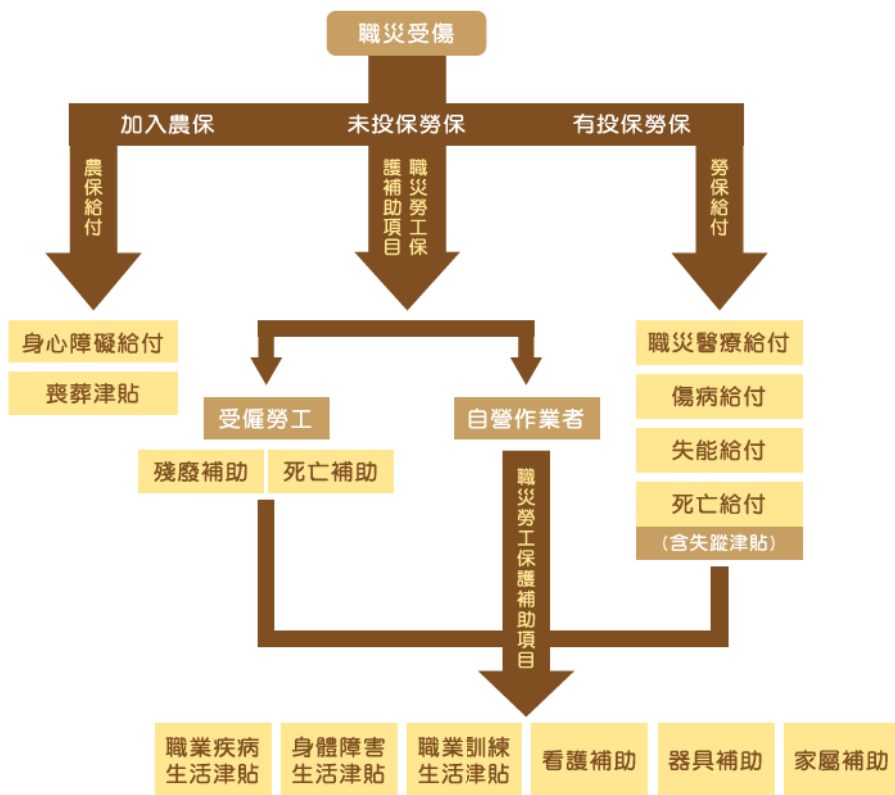 職災受傷
加入農保
未投保勞保
有投保勞保
農保給付
職災勞工保
護補助項目
勞保給付
身心障礙給付
喪葬津貼
受僱勞工
自營作業者
殘廢補助
死亡補助
職災醫療給付
傷病給付
失能給付
死亡給付
(含失蹤津貼)
職災勞工保護補助項目
職業疾病
生活津貼
身體障害
生活津貼
職業訓練
生活津貼
看護補助
器具補助
家屬補助